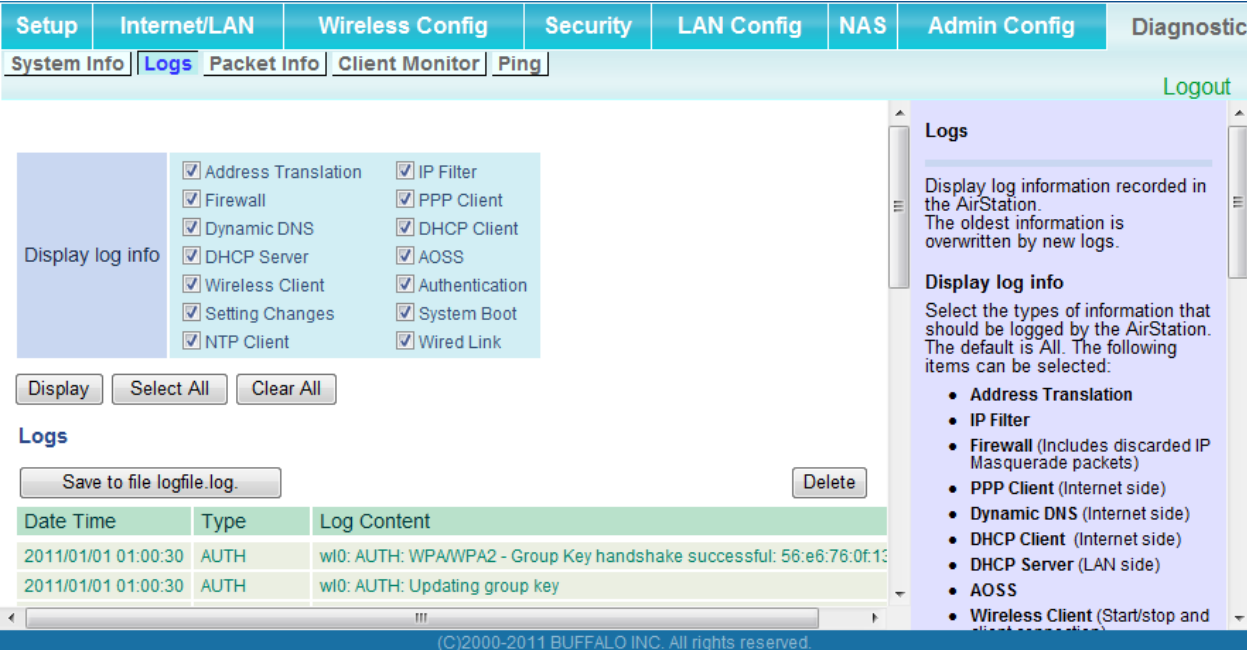 Setup Internet/LAN Wireless Config Security LAN Config NAS Admin Config Diagnostic
System Info Logs Packet Info Client Monitor Ping
Logout
Display log info
Address Translation IP Filter
Firewall PPP Client
Dynamic DNS DHCP Client
DHCP Server AOSS
Wireless Client Authentication
Setting Changes System Boot
NTP Client Wired Link
Display Select All Clear All
Logs
Save to file logfile.log. Delete
Date Time Type Log Content
2011/01/01 01:00:30 AUTH wl0: AUTH: WPA/WPA2 - Group Key handshake successful: 56:e6:76:0f:13
2011/01/01 01:00:30 AUTH wl0: AUTH: Updating group key
Logs
Display log information recorded in
the AirStation.
The oldest information is
overwritten by new logs.
Display log info
Select the types of information that
should be logged by the AirStation.
The default is All. The following
items can be selected:
• Address Translation
• IP Filter
• Firewall (Includes discarded IP
Masquerade packets)
• PPP Client (Internet side)
• Dynamic DNS (Internet side)
• DHCP Client (Internet side)
• DHCP Server (LAN side)
• AOSS
• Wireless Client (Start/stop and
client connection)
(C)2000-2011 BUFFALO INC. All rights reserved.